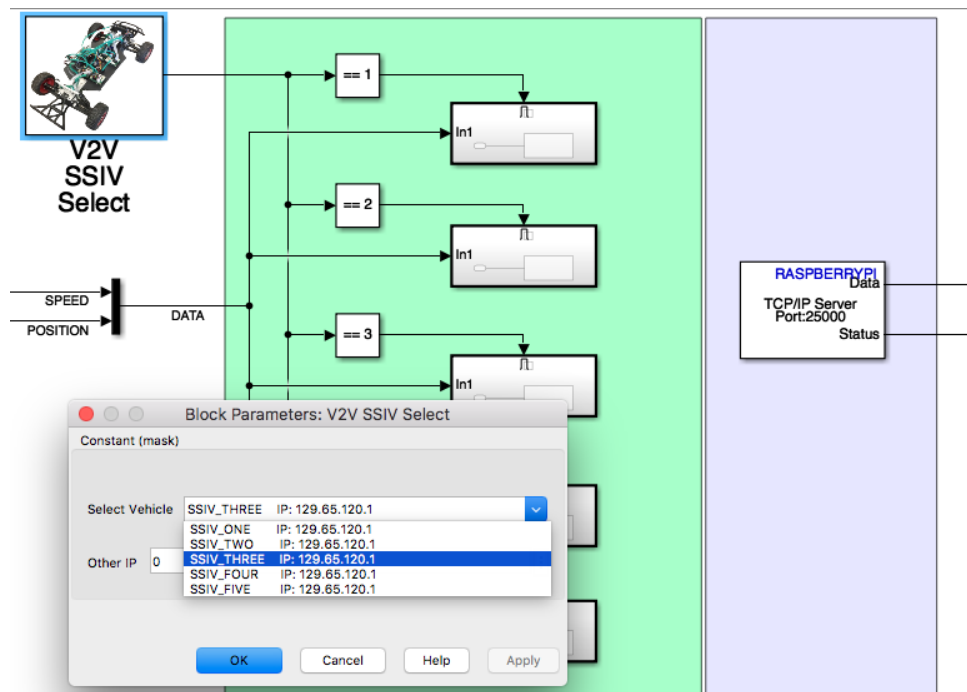 V2V
SSIV
Select
== 1
In1
== 2
In1
SPEED
POSITION
DATA
== 3
In1
RASPBERRYPI
Data
TCP/IP Server
Port:25000
Status
Block Parameters: V2V SSIV Select
Constant (mask)
Select Vehicle
SSIV_THREE IP: 129.65.120.1
SSIV_ONE IP: 129.65.120.1
SSIV_TWO IP: 129.65.120.1
SSIV_THREE IP: 129.65.120.1
SSIV_FOUR IP: 129.65.120.1
SSIV_FIVE IP: 129.65.120.1
Other IP 0
OK
Cancel
Help
Apply